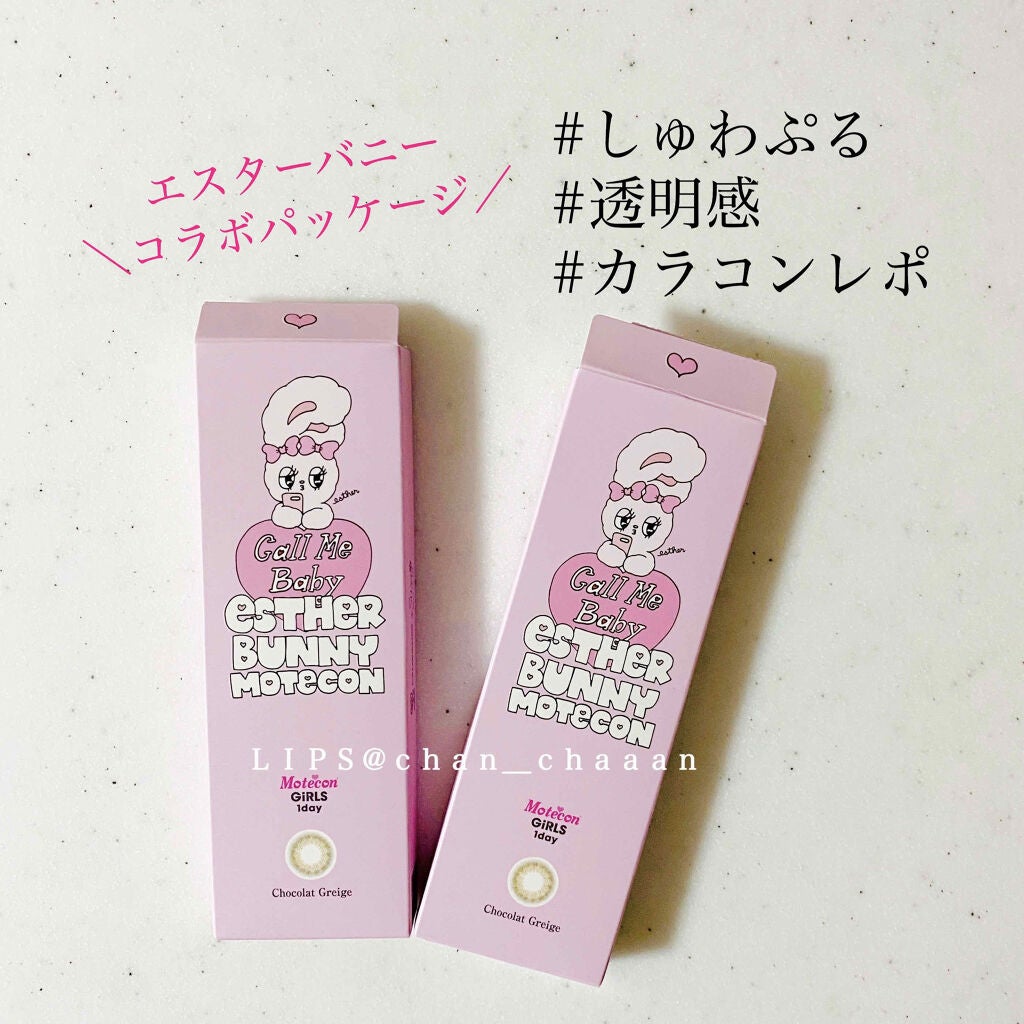 エスターバニー
＼コラボパッケージ／
#しゅわぷる
#透明感
#カラコンレポ
esther
Call Me
Baby
esTHeR
BUNNY
MOTeCON
Motecon
GiRLS
1day
Chocolat Greige
esther
Call Me
Baby
esTHeR
BUNNY
MOTeCON
Motecon
GiRLS
1day
Chocolat Greige
LIPS@chan_chaaan